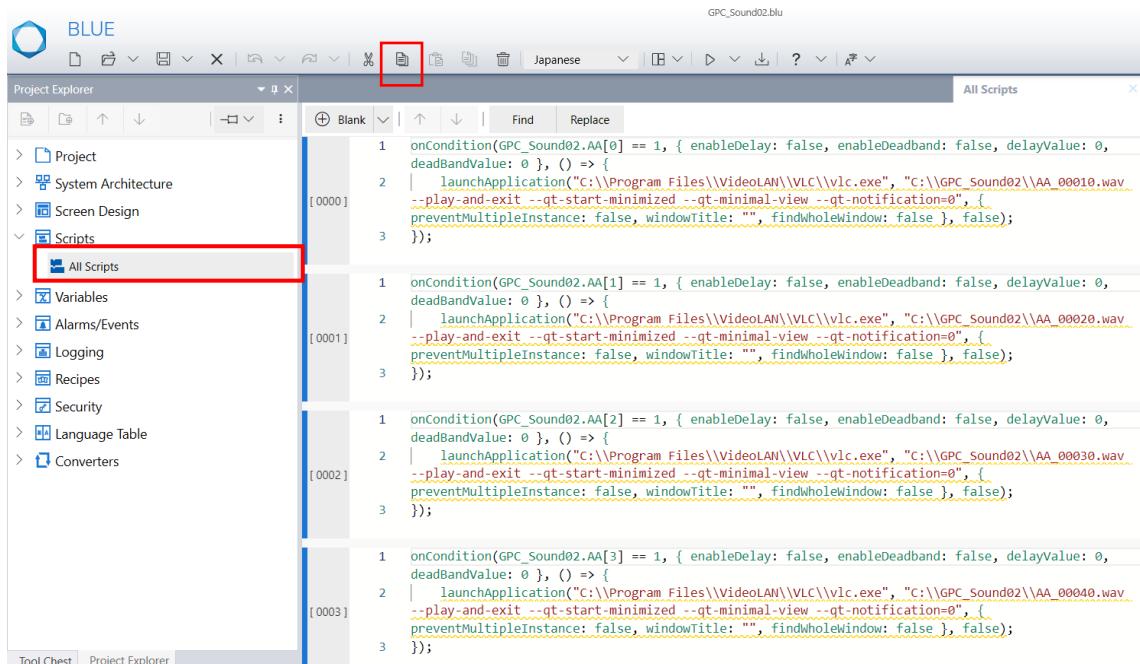 GPC_Sound02.blu
BLUE
Japanese
?
Project Explorer
All Scripts
Blank
Find
Replace
Project
System Architecture
Screen Design
Scripts
All Scripts
Variables
Alarms/Events
Logging
Recipes
Security
Language Table
Converters
[ 0000 ]
1 onCondition(GPC_Sound02.AA[0] == 1, { enableDelay: false, enableDeadband: false, delayValue: 0,
deadBandValue: 0 }, () => {
2 launchApplication("C:\\Program Files\\VideoLAN\\VLC\\vlc.exe", "C:\\GPC_Sound02\\AA_00010.wav
--play-and-exit --qt-start-minimized --qt-minimal-view --qt-notification=0", {
preventMultipleInstance: false, windowTitle: "", findWholeWindow: false }, false);
3 });
[ 0001 ]
1 onCondition(GPC_Sound02.AA[1] == 1, { enableDelay: false, enableDeadband: false, delayValue: 0,
deadBandValue: 0 }, () => {
2 launchApplication("C:\\Program Files\\VideoLAN\\VLC\\vlc.exe", "C:\\GPC_Sound02\\AA_00020.wav
--play-and-exit --qt-start-minimized --qt-minimal-view --qt-notification=0", {
preventMultipleInstance: false, windowTitle: "", findWholeWindow: false }, false);
3 });
[ 0002 ]
1 onCondition(GPC_Sound02.AA[2] == 1, { enableDelay: false, enableDeadband: false, delayValue: 0,
deadBandValue: 0 }, () => {
2 launchApplication("C:\\Program Files\\VideoLAN\\VLC\\vlc.exe", "C:\\GPC_Sound02\\AA_00030.wav
--play-and-exit --qt-start-minimized --qt-minimal-view --qt-notification=0", {
preventMultipleInstance: false, windowTitle: "", findWholeWindow: false }, false);
3 });
[ 0003 ]
1 onCondition(GPC_Sound02.AA[3] == 1, { enableDelay: false, enableDeadband: false, delayValue: 0,
deadBandValue: 0 }, () => {
2 launchApplication("C:\\Program Files\\VideoLAN\\VLC\\vlc.exe", "C:\\GPC_Sound02\\AA_00040.wav
--play-and-exit --qt-start-minimized --qt-minimal-view --qt-notification=0", {
preventMultipleInstance: false, windowTitle: "", findWholeWindow: false }, false);
3 });
Tool Chest
Project Explorer